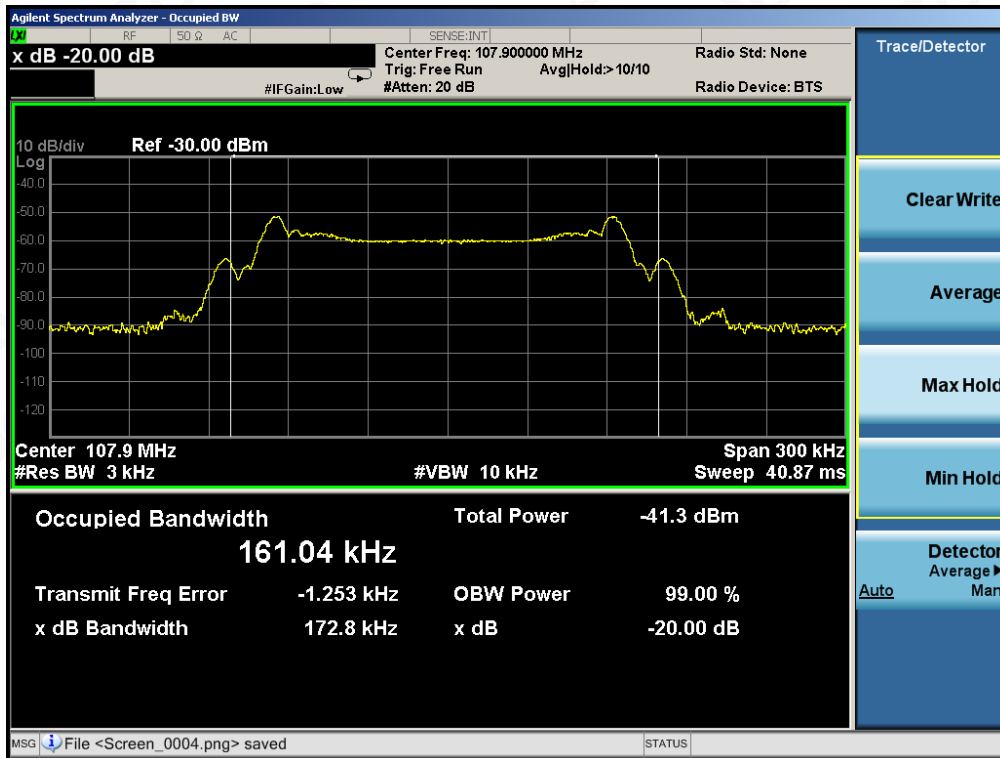 Agilent Spectrum Analyzer - Occupied BW
LXI RF 50 Ω AC SENSE:INT
x dB -20.00 dB
Center Freq: 107.900000 MHz Radio Std: None
Trig: Free Run Avg|Hold:>10/10
#IFGain:Low #Atten: 20 dB Radio Device: BTS
10 dB/div Ref -30.00 dBm
Log
-40.0
-50.0
-60.0
-70.0
-80.0
-90.0
-100
-110
-120
Center 107.9 MHz Span 300 kHz
#Res BW 3 kHz #VBW 10 kHz Sweep 40.87 ms
Occupied Bandwidth Total Power -41.3 dBm
161.04 kHz
Transmit Freq Error -1.253 kHz OBW Power 99.00 %
x dB Bandwidth 172.8 kHz x dB -20.00 dB
MSG File <Screen_0004.png> saved STATUS
Trace/Detector
Clear Write
Average
Max Hold
Min Hold
Detector
Average
Auto Man